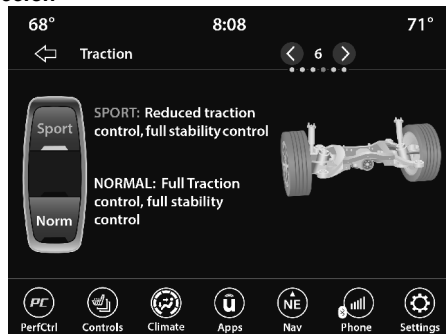 68°
8:08
71°
Traction
6
Sport
SPORT: Reduced traction
control, full stability control
NORMAL: Full Traction
control, full stability
control
Norm
PC
û
NE
PerfCtrl
Controls
Climate
Apps
Nav
Phone
Settings